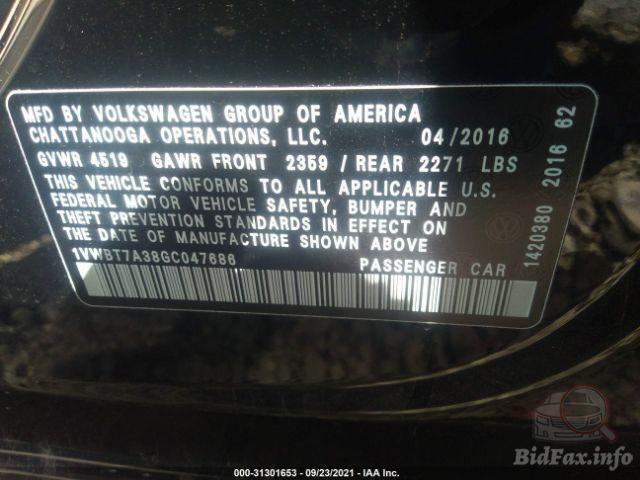 MFD BY VOLKSWAGEN GROUP OF AMERICA
CHATTANOOGA OPERATIONS, LLC. 04/2016
GVWR 4519 GAWR FRONT 2359 / REAR 2271 LBS
THIS VEHICLE CONFORMS TO ALL APPLICABLE U.S.
FEDERAL MOTOR VEHICLE SAFETY, BUMPER AND
THEFT PREVENTION STANDARDS IN EFFECT ON
THE DATE OF MANUFACTURE SHOWN ABOVE
1VWBT7A38GC047886 PASSENGER CAR
1420380 2016 62
000-31301653 - 09/23/2021 - IAA Inc.
BidFax.info